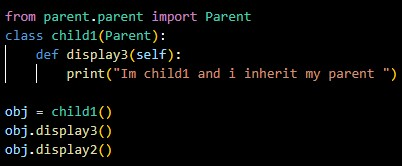 from parent.parent import Parent
class child1(Parent):
    def display3(self):
        print("Im child1 and i inherit my parent ")

obj = child1()
obj.display3()
obj.display2()